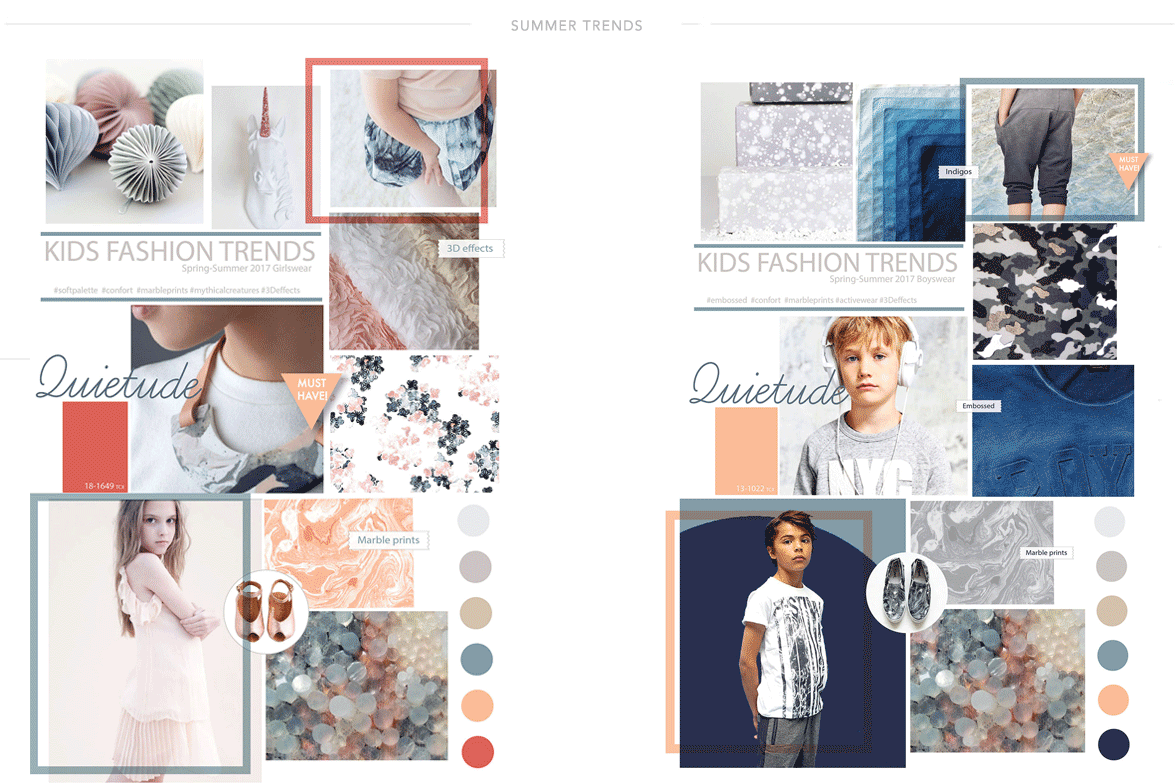 SUMMER TRENDS
KIDS FASHION TRENDS
Spring-Summer 2017 Girlswear
#softpalette #confort #marbleprints #mythicalcreatures #3Deffects
3D effects
Quietude
MUST
HAVE!
18-1649 TCX
Marble prints
Indigos
MUST
HAVE!
KIDS FASHION TRENDS
Spring-Summer 2017 Boyswear
#embossed #confort #marbleprints #activewear #3Deffects
Quietude
Embossed
NYC
13-1022 TCX
Marble prints